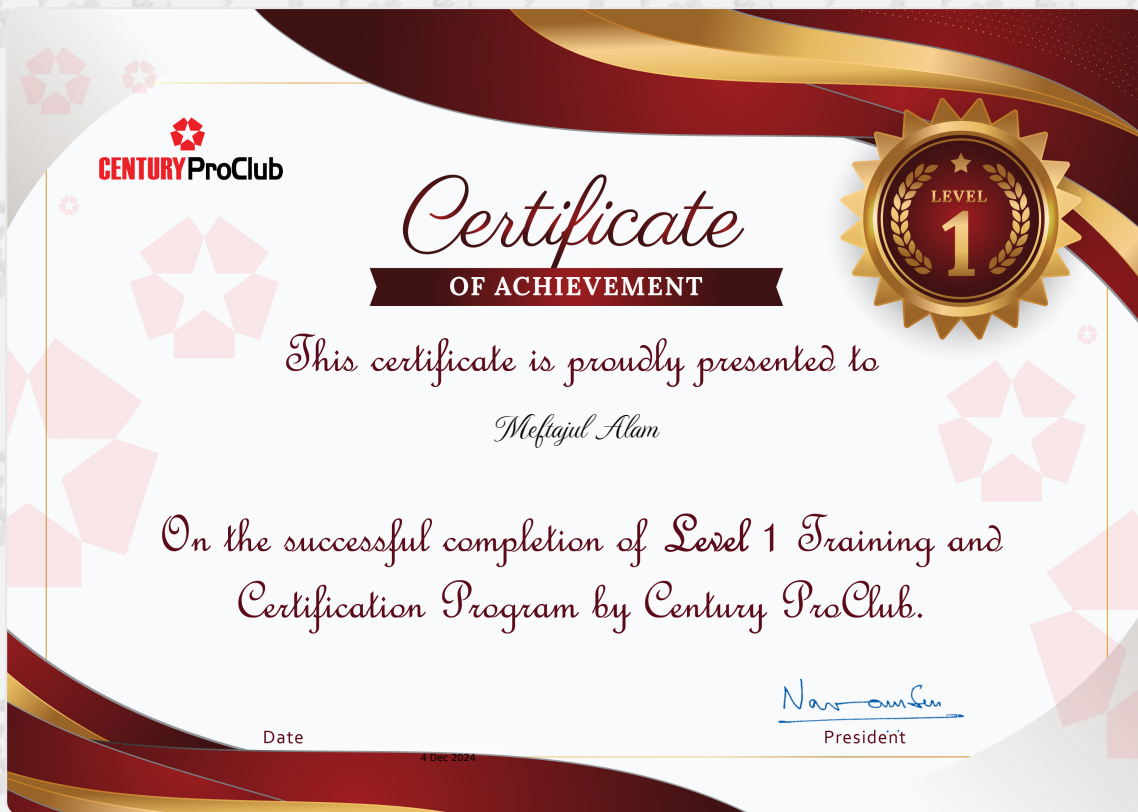 CENTURY ProClub
LEVEL
1
Certificate
OF ACHIEVEMENT
This certificate is proudly presented to
Meftajul Alam
On the successful completion of Level 1 Training and
Certification Program by Century ProClub.
Date
President
4 Dec 2024